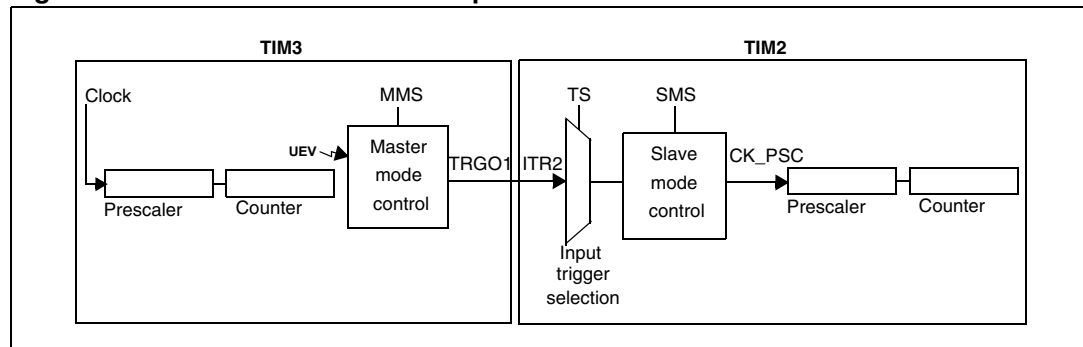 TIM3
TIM2
Clock
MMS
TS
SMS
UEV
Master
mode
control
TRGO1
ITR2
Slave
mode
control
CK_PSC
Prescaler
Counter
Prescaler
Counter
Input
trigger
selection